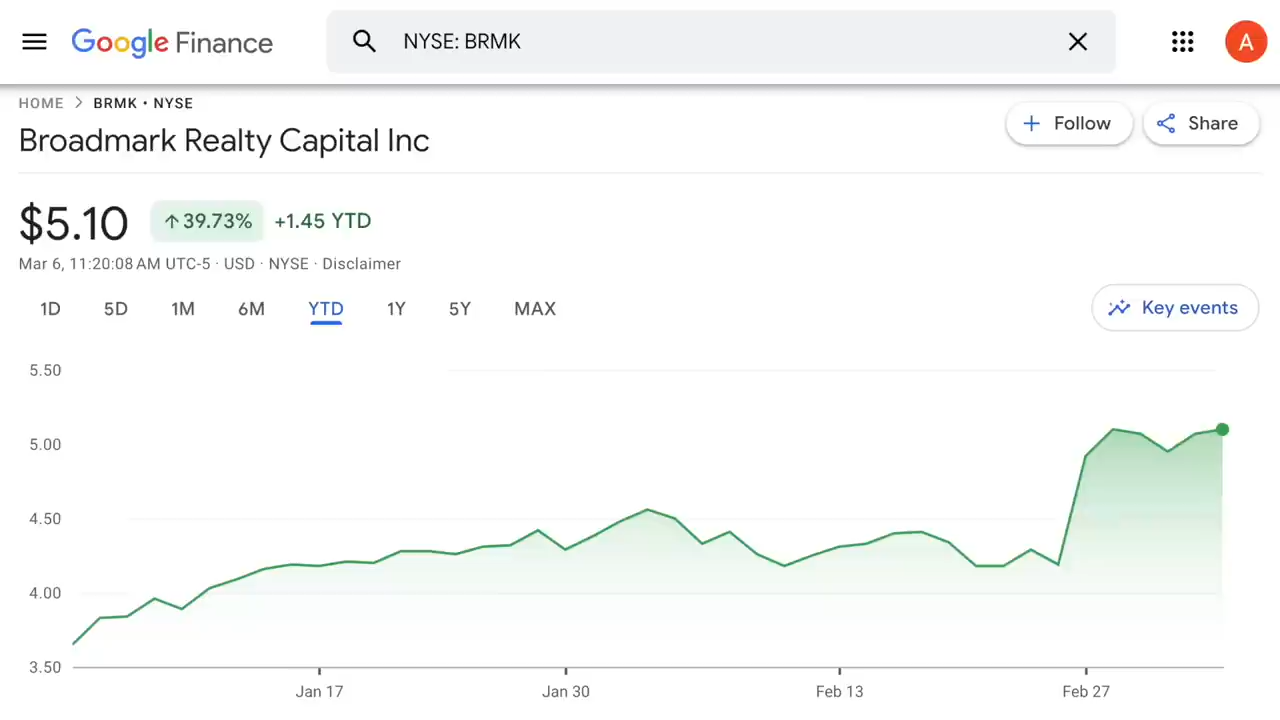 Google Finance
NYSE: BRMK
A
HOME > BRMK • NYSE
Broadmark Realty Capital Inc
+ Follow
Share
$5.10
↑39.73%
+1.45 YTD
Mar 6, 11:20:08 AM UTC-5 · USD · NYSE · Disclaimer
1D 5D 1M 6M YTD 1Y 5Y MAX
Key events
5.50
5.00
4.50
4.00
3.50
Jan 17 Jan 30 Feb 13 Feb 27